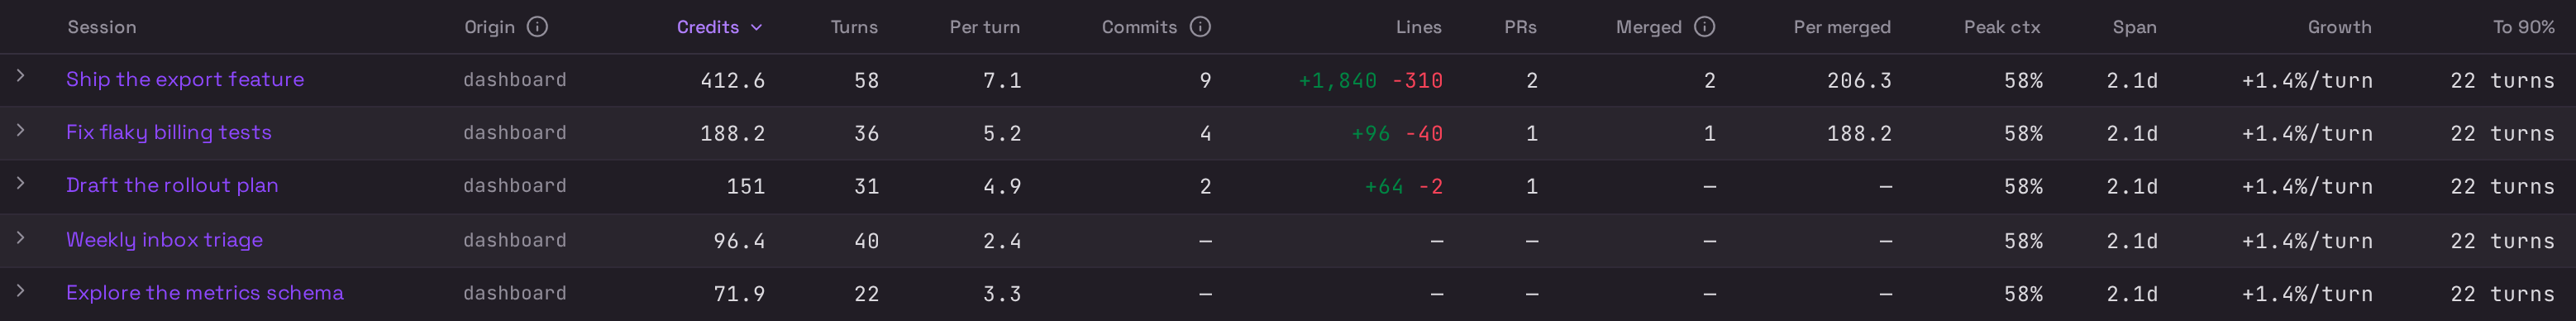 Session Origin Credits Turns Per turn Commits Lines PRs Merged Per merged Peak ctx Span Growth To 90%
Ship the export feature dashboard 412.6 58 7.1 9 +1,840 -310 2 2 206.3 58% 2.1d +1.4%/turn 22 turns
Fix flaky billing tests dashboard 188.2 36 5.2 4 +96 -40 1 1 188.2 58% 2.1d +1.4%/turn 22 turns
Draft the rollout plan dashboard 151 31 4.9 2 +64 -2 1 — — 58% 2.1d +1.4%/turn 22 turns
Weekly inbox triage dashboard 96.4 40 2.4 — — — — — 58% 2.1d +1.4%/turn 22 turns
Explore the metrics schema dashboard 71.9 22 3.3 — — — — — 58% 2.1d +1.4%/turn 22 turns